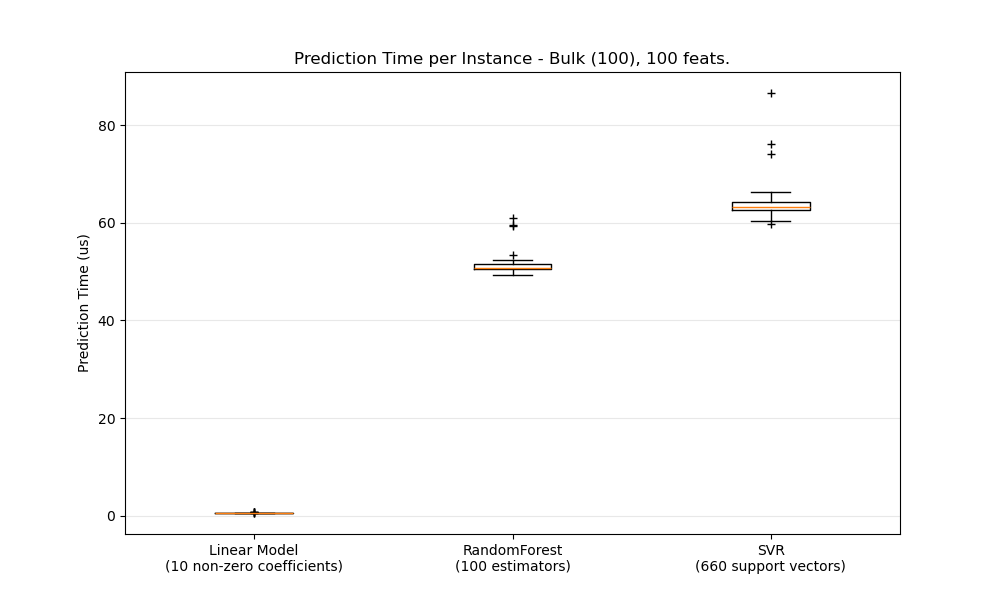 Prediction Time per Instance - Bulk (100), 100 feats.
Prediction Time (us)
80
60
40
20
0
Linear Model
(10 non-zero coefficients)
RandomForest
(100 estimators)
SVR
(660 support vectors)